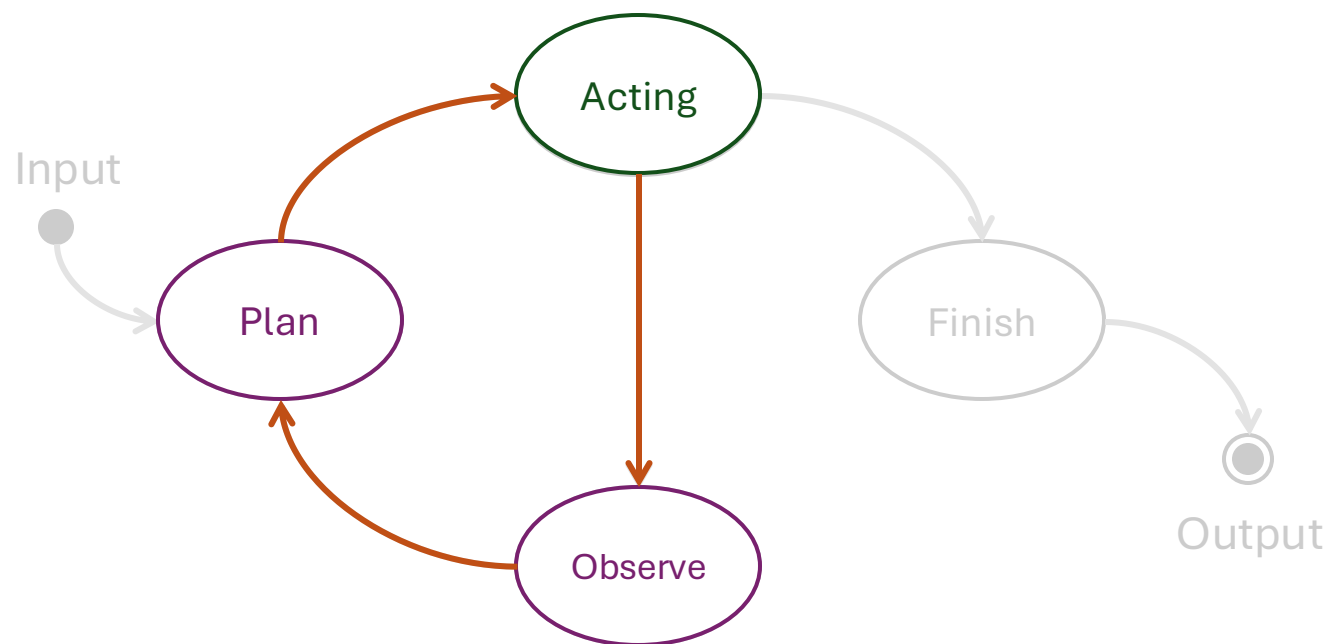 Acting
Input
Plan
Finish
Output
Observe